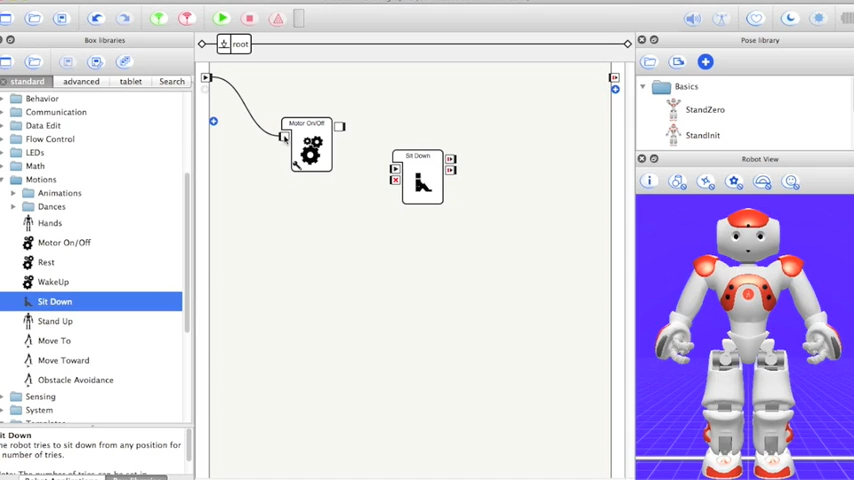 Box libraries
root
Pose library
standard
advanced
tablet
Search
Behavior
Communication
Data Edit
Flow Control
LEDs
Math
Motions
Animations
Dances
Hands
Motor On/Off
Rest
WakeUp
Sit Down
Stand Up
Move To
Move Toward
Obstacle Avoidance
Sensing
System
Motor On/Off
Sit Down
Basics
StandZero
StandInit
Robot View
it Down
he robot tries to sit down from any position for
number of tries.